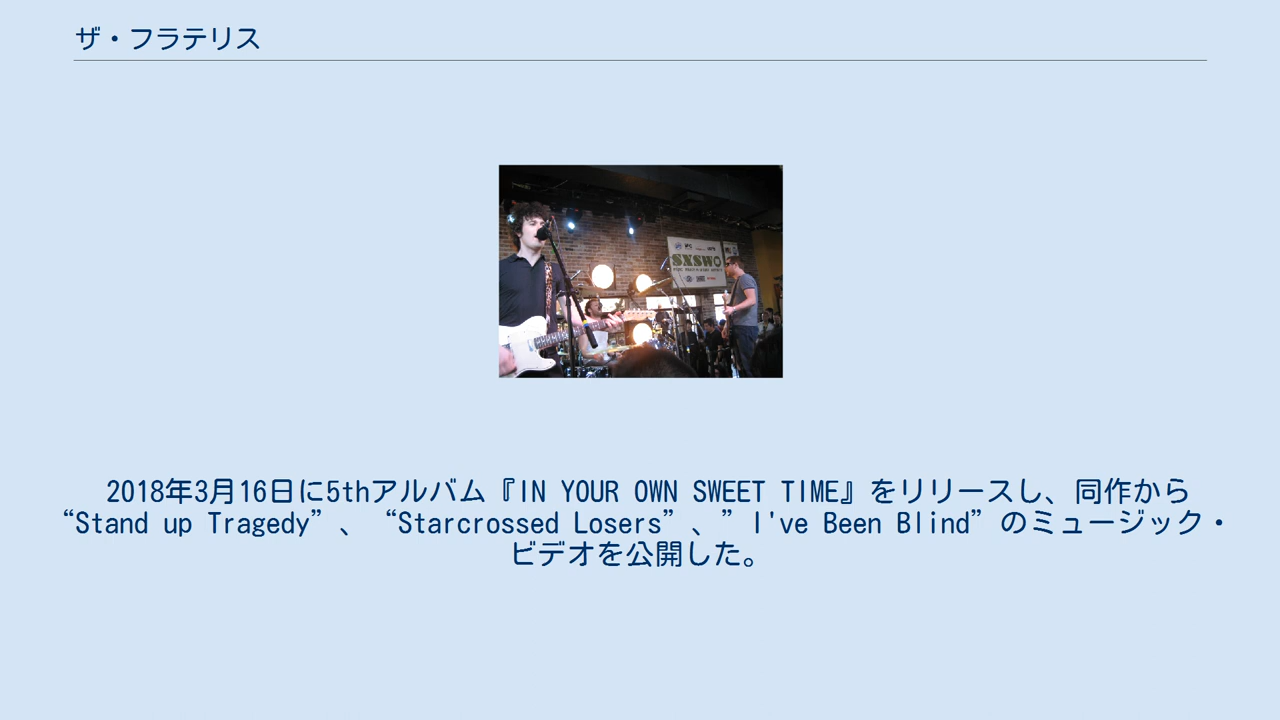 ザ・フラテリス
SXSW
2018年3月16日に5thアルバム『IN YOUR OWN SWEET TIME』をリリースし、同作から
“Stand up Tragedy”、“Starcrossed Losers”、”I've Been Blind”のミュージック・
ビデオを公開した。